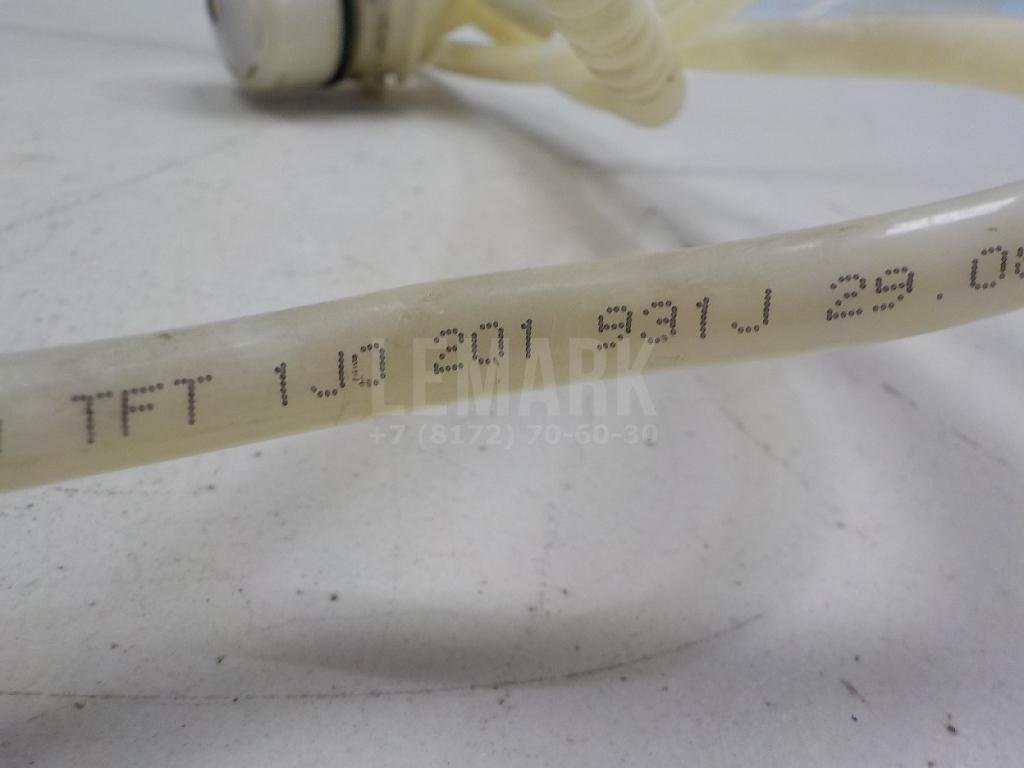 TFT 1J0 201 931J 29.0
LEMARK
+7 (8172) 70-60-30